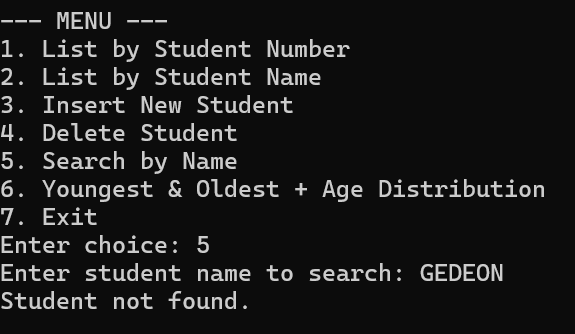 --- MENU ---
1. List by Student Number
2. List by Student Name
3. Insert New Student
4. Delete Student
5. Search by Name
6. Youngest & Oldest + Age Distribution
7. Exit
Enter choice: 5
Enter student name to search: GEDEON
Student not found.